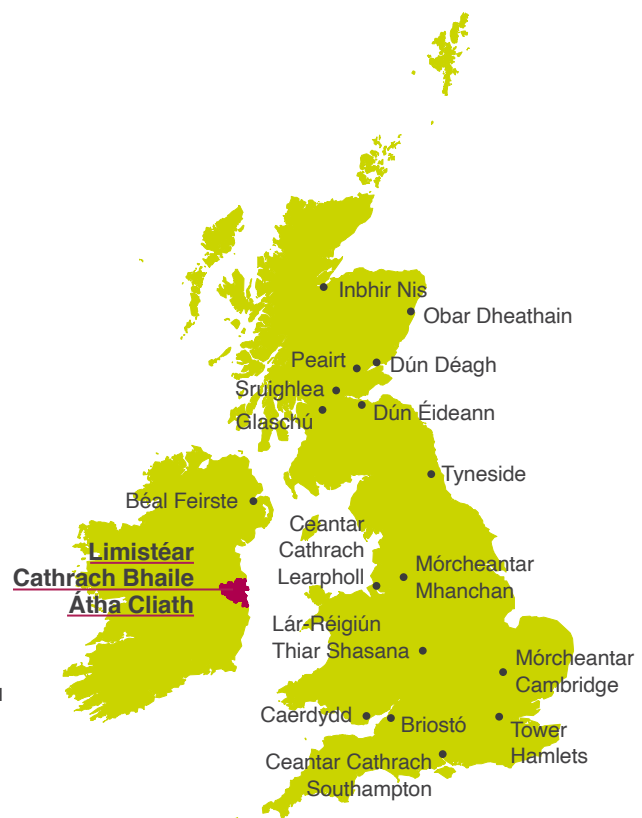 Inbhir Nis
Obar Dheathain
Peairt
Dún Déagh
Sruighlea
Dún Éideann
Glaschú
Tyneside
Béal Feirste
Ceantar
Cathrach
Learpholl
Limistéar
Cathrach Bhaile
Átha Cliath
Mórcheantar
Mhanchan
Lár-Réigiún
Thiar Shasana
Mórcheantar
Cambridge
Caerdydd
Briostó
Tower
Hamlets
Ceantar Cathrach
Southampton